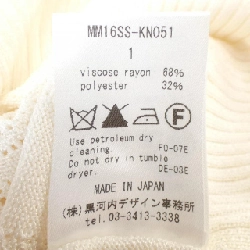 MM16SS-KN051
1
viscose rayon 68%
polyester 32%
Use petroleum dry
cleaning. FO-07E
Do not dry in tumble
dryer. DE-03E
MADE IN JAPAN
(株)黒河内デザイン事務所
tel.03-3413-3338